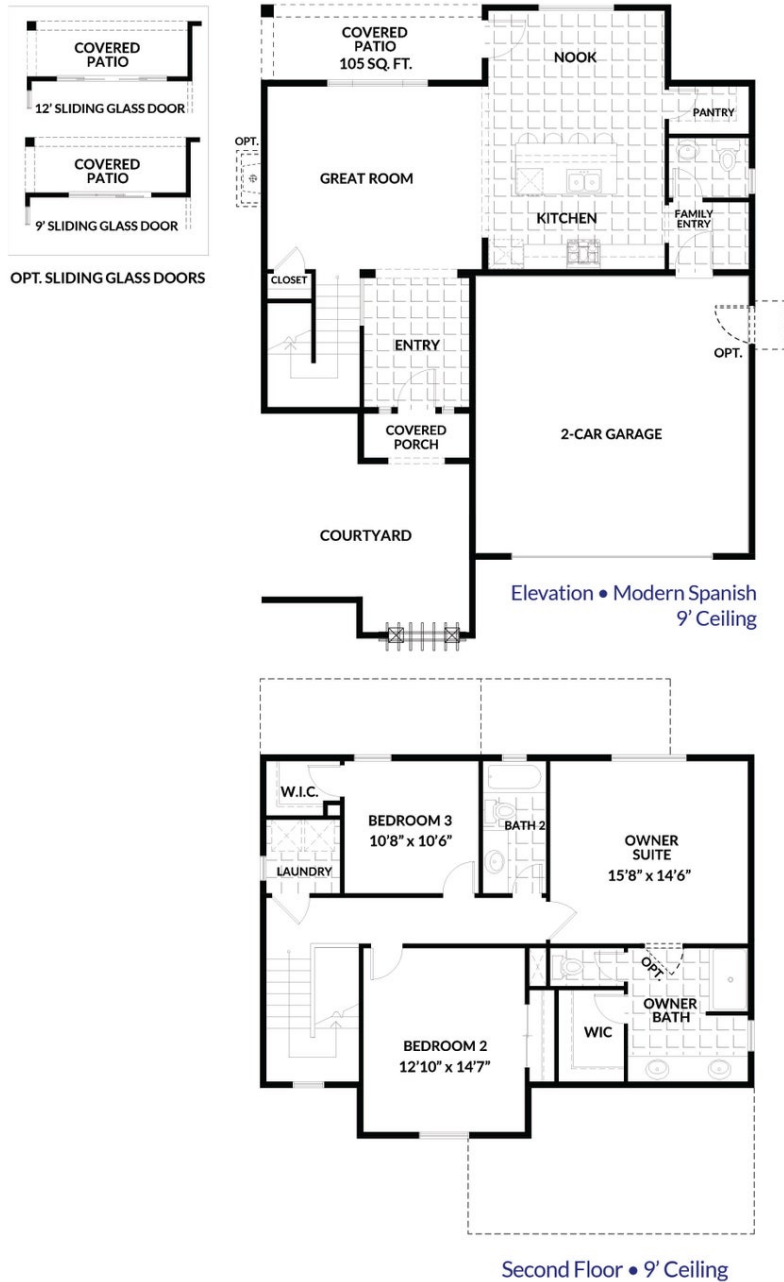 COVERED
PATIO
12' SLIDING GLASS DOOR
COVERED
PATIO
9' SLIDING GLASS DOOR
OPT. SLIDING GLASS DOORS
COVERED
PATIO
105 SQ. FT.
NOOK
PANTRY
OPT.
GREAT ROOM
KITCHEN
FAMILY
ENTRY
CLOSET
ENTRY
OPT.
COVERED
PORCH
2-CAR GARAGE
COURTYARD
Elevation • Modern Spanish
9' Ceiling
W.I.C.
BEDROOM 3
10'8" x 10'6"
BATH 2
OWNER
SUITE
15'8" x 14'6"
LAUNDRY
OPT.
OWNER
BATH
WIC
BEDROOM 2
12'10" x 14'7"
Second Floor • 9' Ceiling